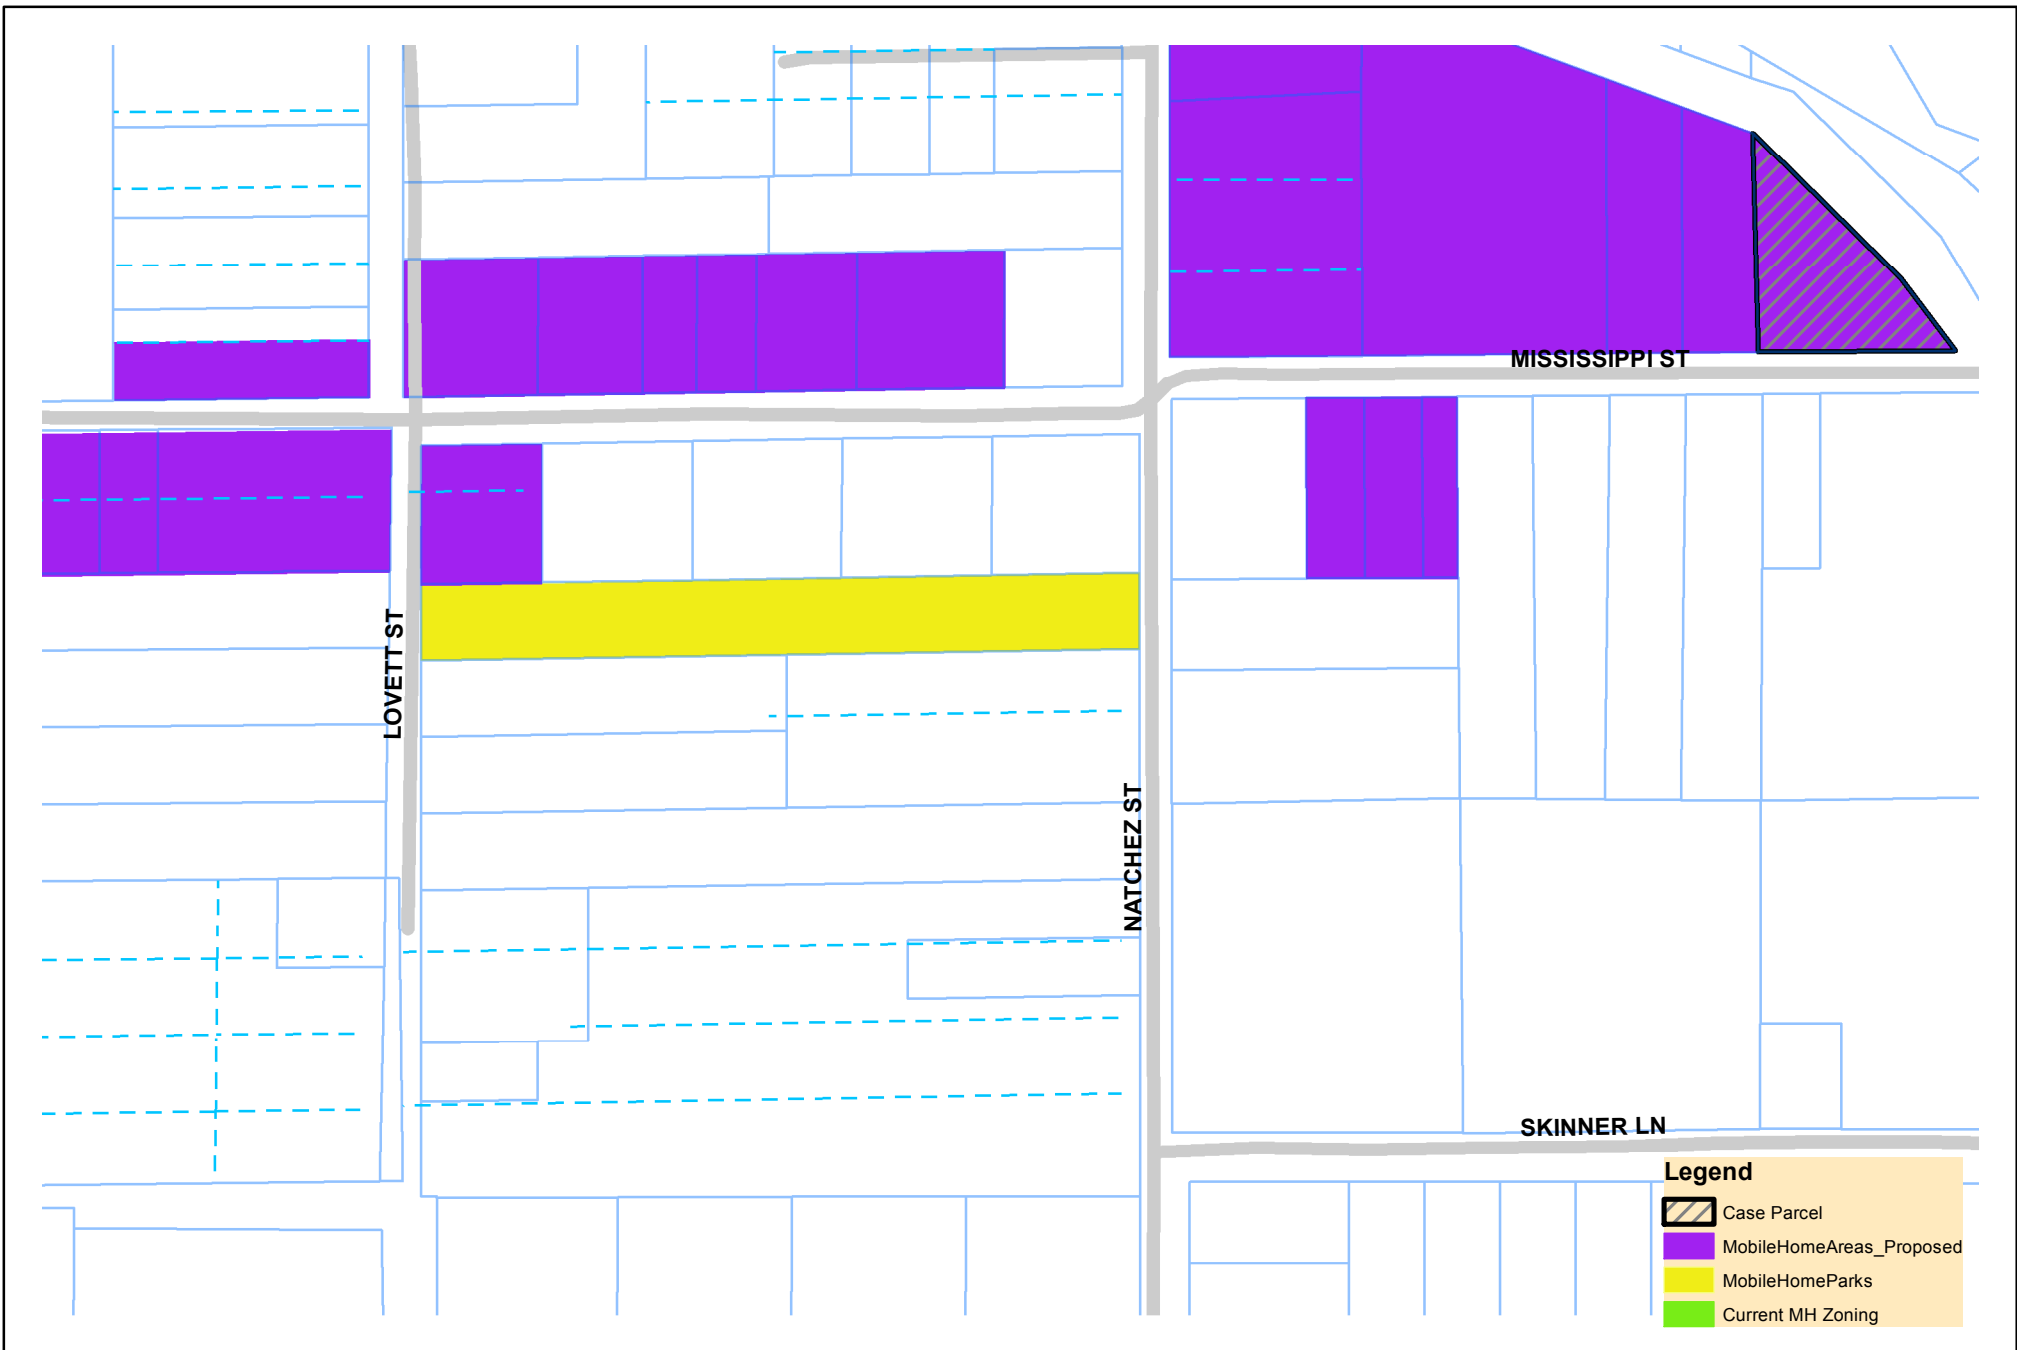 MISSISSIPPI ST
LOVETT ST
NATCHEZ ST
SKINNER LN
Legend
Case Parcel
MobileHomeAreas_Proposed
MobileHomeParks
Current MH Zoning